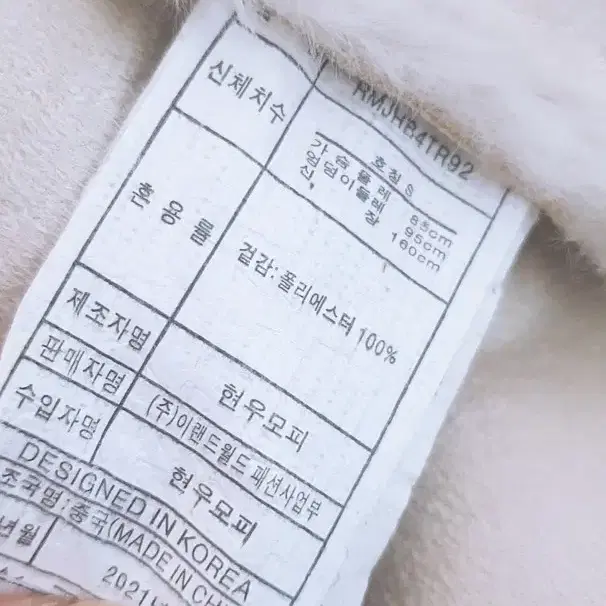 RMJHB4TR92
신체치수
호칭 S
가슴둘레 85cm
엉덩이둘레 95cm
신장 160cm
혼용률
겉감: 폴리에스터 100%
제조자명 현우모피
판매자명 (주)이랜드월드 패션사업부
수입자명 현우모피
DESIGNED IN KOREA
조국명: 중국(MADE IN CH
년월 2021